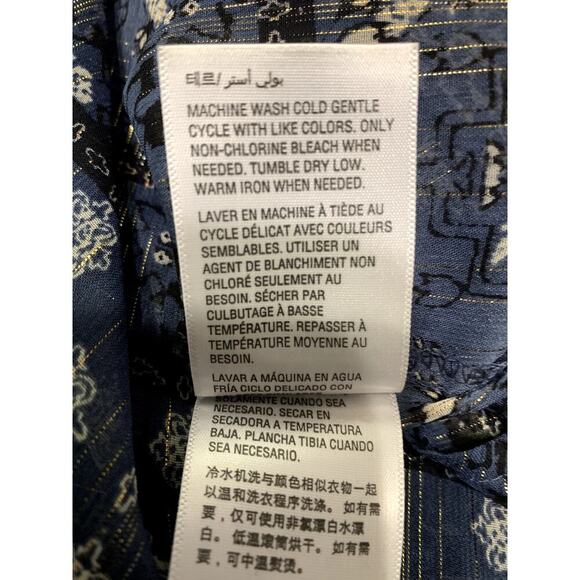 테르/بولي أستر
MACHINE WASH COLD GENTLE
CYCLE WITH LIKE COLORS. ONLY
NON-CHLORINE BLEACH WHEN
NEEDED. TUMBLE DRY LOW.
WARM IRON WHEN NEEDED.
LAVER EN MACHINE À TIÈDE AU
CYCLE DÉLICAT AVEC COULEURS
SEMBLABLES. UTILISER UN
AGENT DE BLANCHIMENT NON
CHLORÉ SEULEMENT AU
BESOIN. SÉCHER PAR
CULBUTAGE À BASSE
TEMPÉRATURE. REPASSER À
TEMPÉRATURE MOYENNE AU
BESOIN.
LAVAR A MÁQUINA EN AGUA
FRÍA CICLO DELICADO CON
SOLAMENTE CUANDO SEA
NECESARIO. SECAR EN
SECADORA A TEMPERATURA
BAJA. PLANCHA TIBIA CUANDO
SEA NECESARIO.
冷水机洗与颜色相似衣物一起
以温和洗衣程序洗涤。如有需
要，仅可使用非氯漂白水漂
白。低溫滾筒烘干。如有需
要，可中溫熨烫。